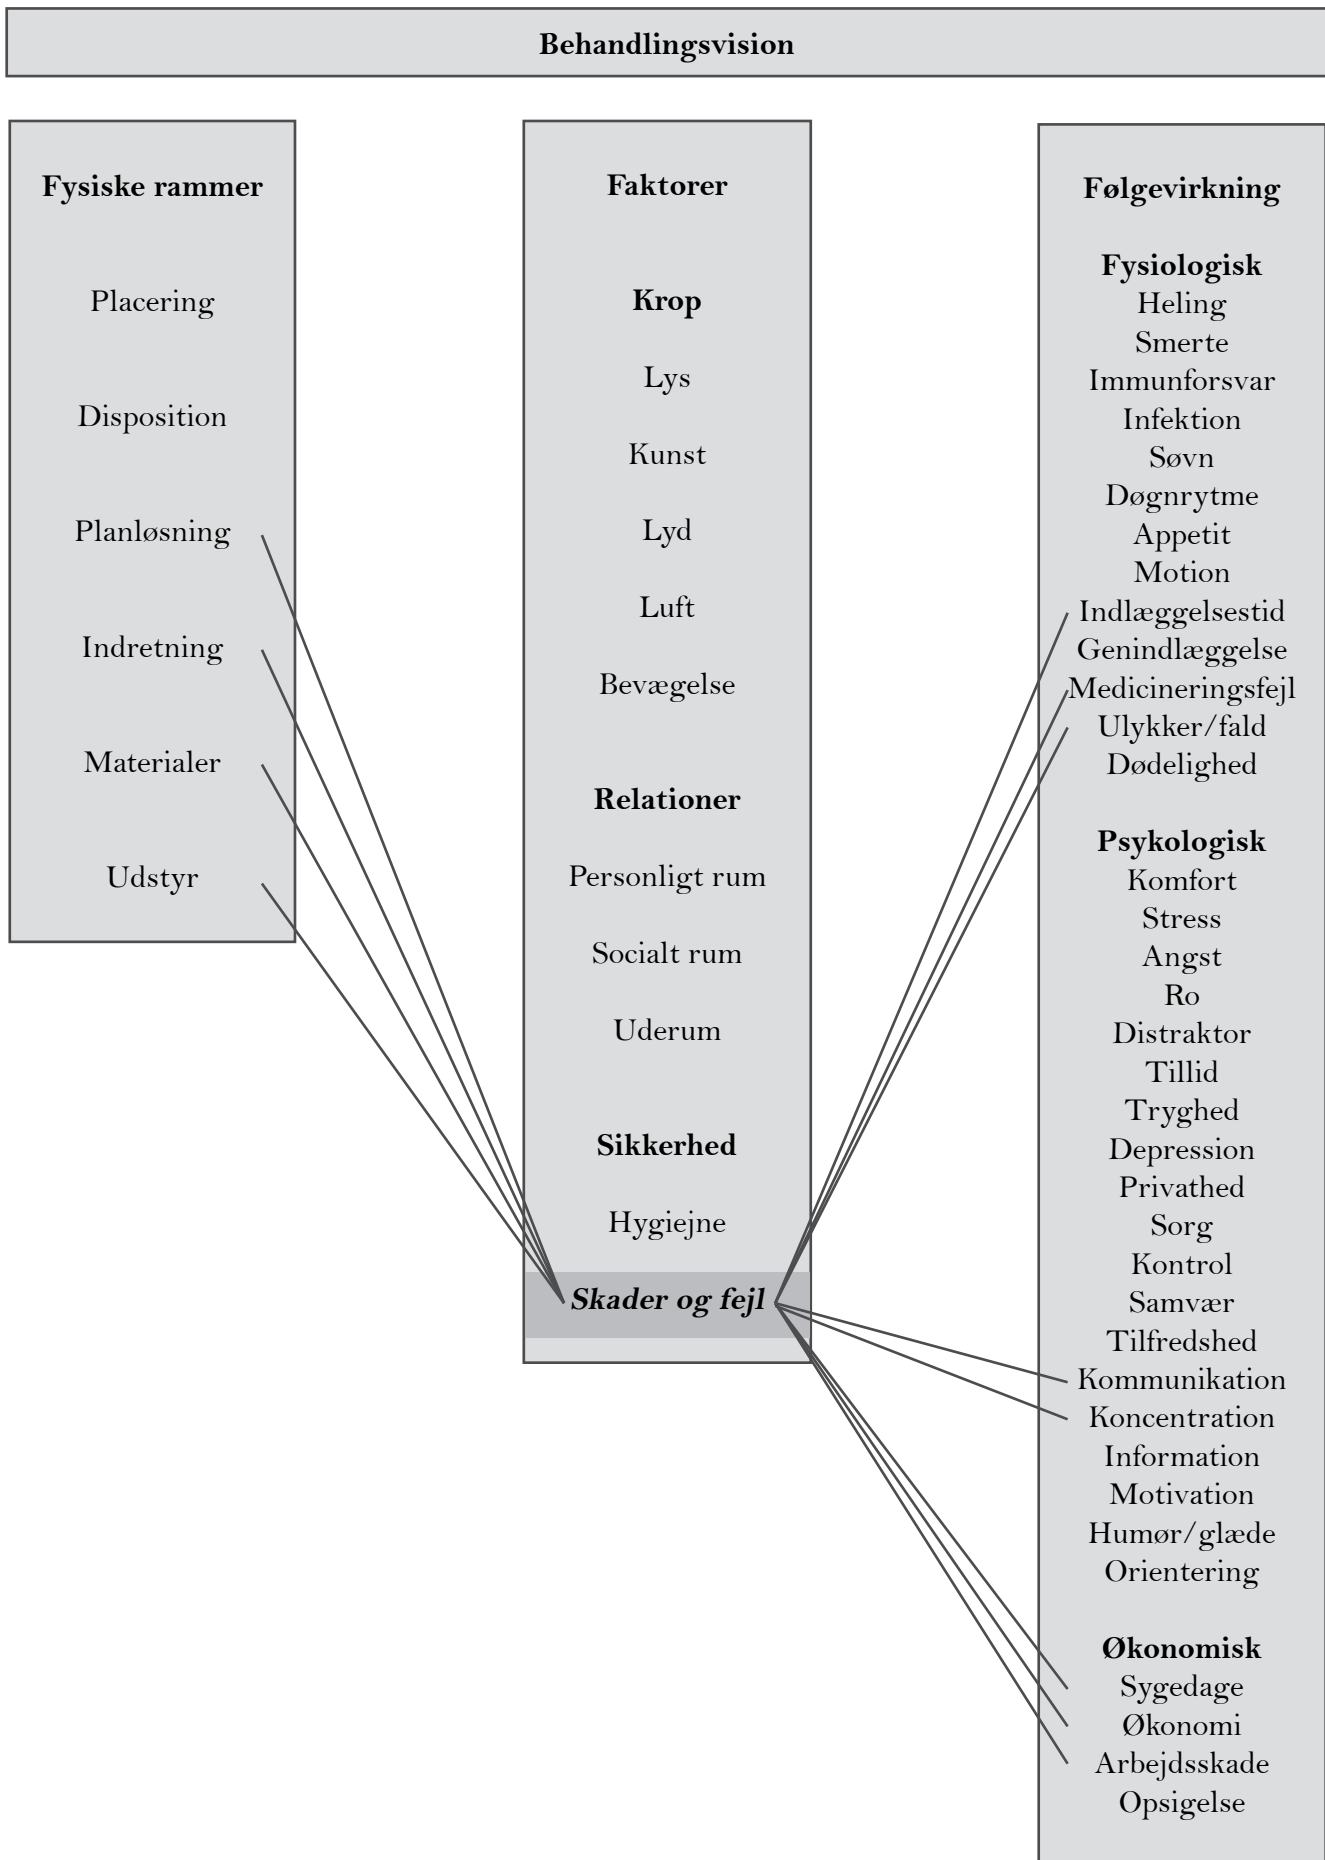 Behandlingsvision
Fysiske rammer
Placering
Disposition
Planløsning
Indretning
Materialer
Udstyr
Faktorer
Krop
Lys
Kunst
Lyd
Luft
Bevægelse
Relationer
Personligt rum
Socialt rum
Uderum
Sikkerhed
Hygiejne
Skader og fejl
Følgevirkning
Fysiologisk
Heling
Smerte
Immunforsvar
Infektion
Søvn
Døgnrytme
Appetit
Motion
Indlæggelsestid
Genindlæggelse
Medicineringsfejl
Ulykker/fald
Dødelighed
Psykologisk
Komfort
Stress
Angst
Ro
Distraktor
Tillid
Tryghed
Depression
Privathed
Sorg
Kontrol
Samvær
Tilfredshed
Kommunikation
Koncentration
Information
Motivation
Humør/glæde
Orientering
Økonomisk
Sygedage
Økonomi
Arbejdsskade
Opsigelse